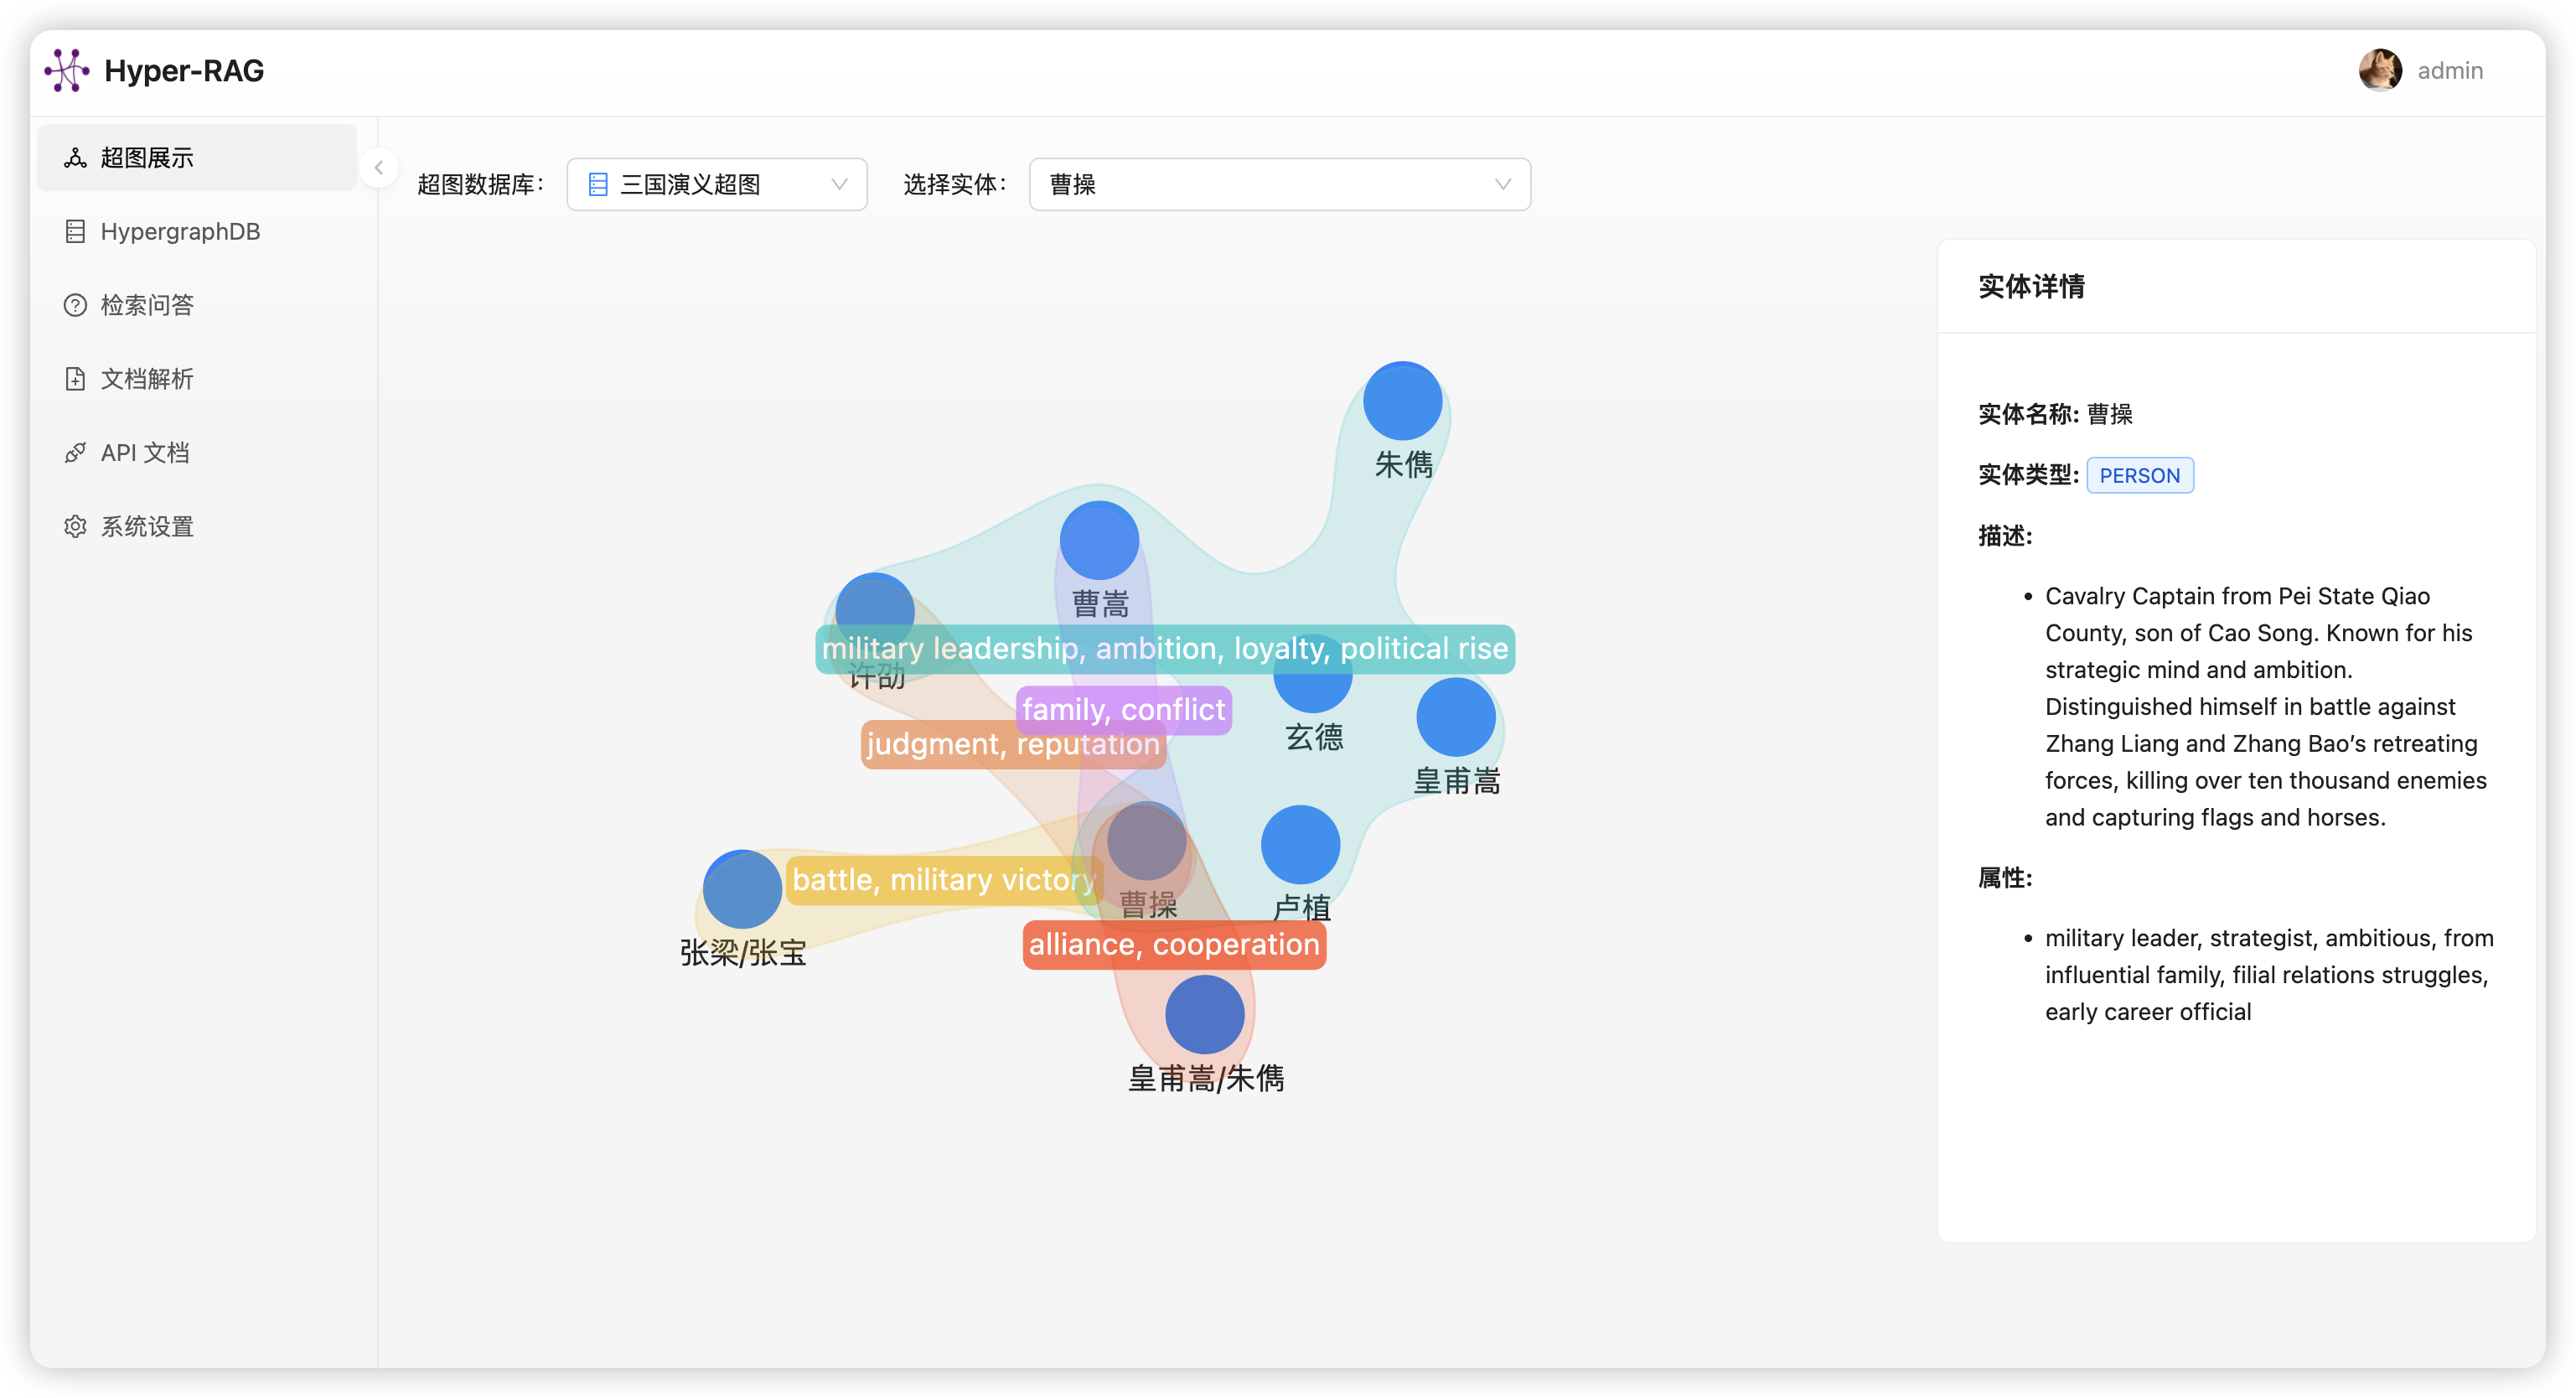 Hyper-RAG
admin
超图展示
HypergraphDB
检索问答
文档解析
API 文档
系统设置
超图数据库：
三国演义超图
选择实体：
曹操
朱儁
曹嵩
military leadership, ambition, loyalty, political rise
许劭
family, conflict
玄德
judgment, reputation
皇甫嵩
battle, military victory
曹操
卢植
alliance, cooperation
张梁/张宝
皇甫嵩/朱儁
实体详情
实体名称: 曹操
实体类型: PERSON
描述:
• Cavalry Captain from Pei State Qiao
County, son of Cao Song. Known for his
strategic mind and ambition.
Distinguished himself in battle against
Zhang Liang and Zhang Bao’s retreating
forces, killing over ten thousand enemies
and capturing flags and horses.
属性:
• military leader, strategist, ambitious, from
influential family, filial relations struggles,
early career official